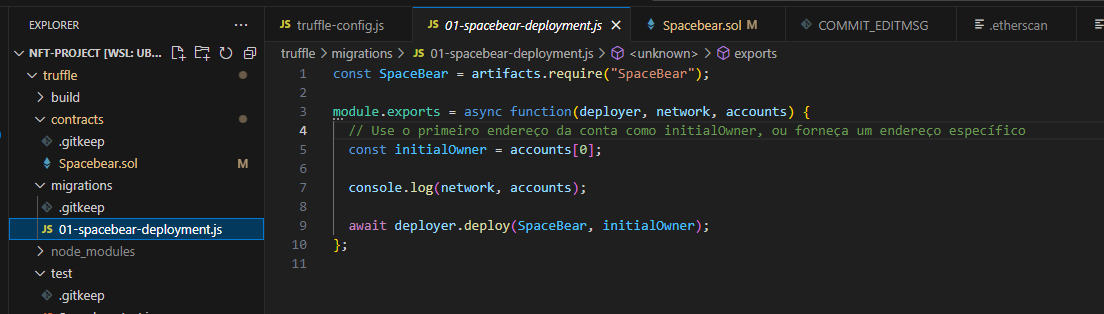 EXPLORER
NFT-PROJECT [WSL: UB...
truffle
build
contracts
.gitkeep
Spacebear.sol M
migrations
.gitkeep
JS 01-spacebear-deployment.js
node_modules
test
.gitkeep
JS truffle-config.js
JS 01-spacebear-deployment.js
Spacebear.sol M
COMMIT_EDITMSG
.etherscan
truffle > migrations > JS 01-spacebear-deployment.js > <unknown> > exports
1 const SpaceBear = artifacts.require("SpaceBear");
2
3 module.exports = async function(deployer, network, accounts) {
4 // Use o primeiro endereço da conta como initialOwner, ou forneça um endereço específico
5 const initialOwner = accounts[0];
6
7 console.log(network, accounts);
8
9 await deployer.deploy(SpaceBear, initialOwner);
10 };
11